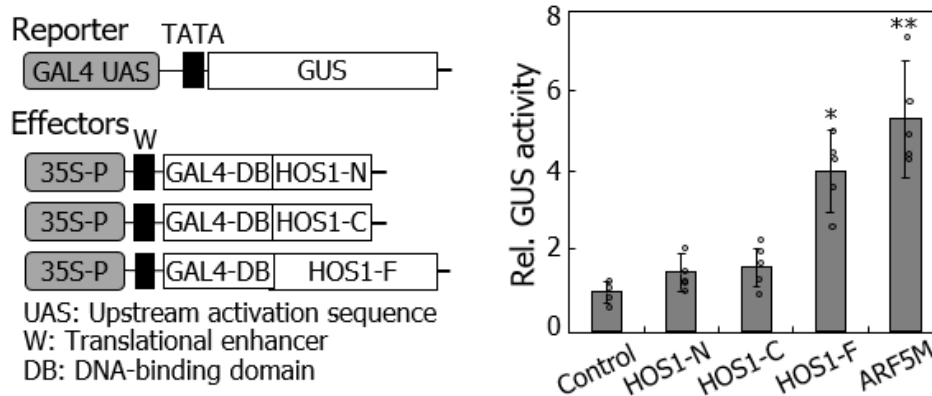 Reporter TATA
GAL4 UAS GUS
Effectors
W
35S-P GAL4-DB HOS1-N
35S-P GAL4-DB HOS1-C
35S-P GAL4-DB HOS1-F
UAS: Upstream activation sequence
W: Translational enhancer
DB: DNA-binding domain
Rel. GUS activity
8
6
4
2
0
*
**
Control
HOS1-N
HOS1-C
HOS1-F
ARF5M